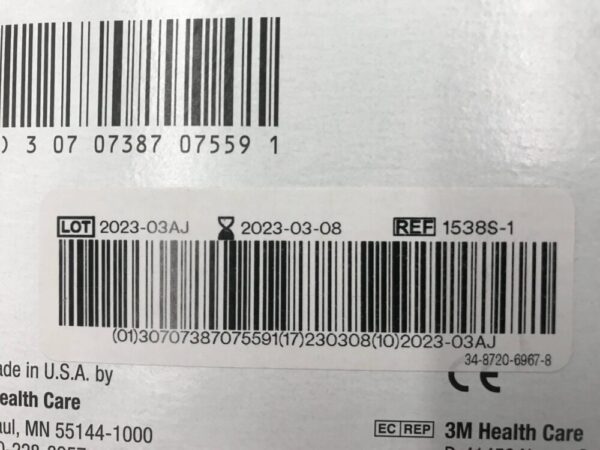 ) 3 07 07387 07559 1
LOT 2023-03AJ 2023-03-08 REF 1538S-1
(01)30707387075591(17)230308(10)2023-03AJ
34-8720-6967-8
ade in U.S.A. by
ealth Care
aul, MN 55144-1000
CE
EC REP 3M Health Care